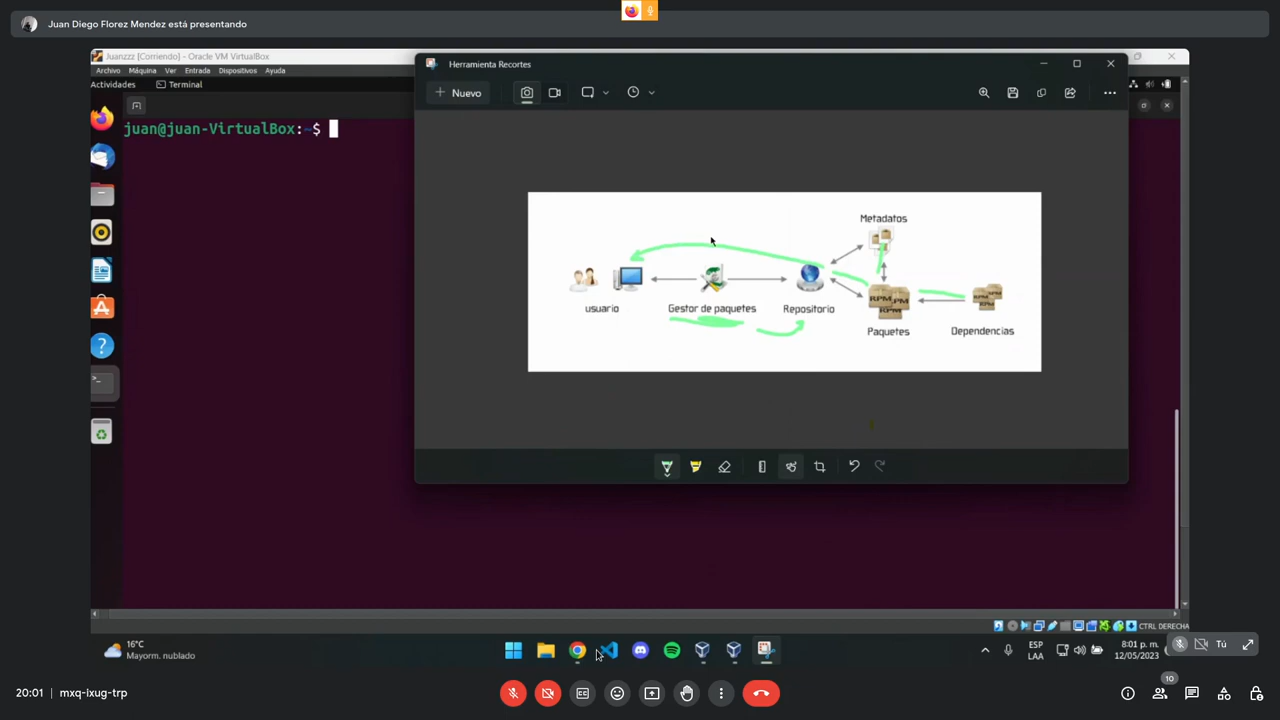 Juan Diego Florez Mendez está presentando
Juanzzz [Corriendo] - Oracle VM VirtualBox
Archivo Máquina Ver Entrada Dispositivos Ayuda
Actividades Terminal
juan@juan-VirtualBox:~$
Herramienta Recortes
Nuevo
Metadatos
usuario
Gestor de paquetes
Repositorio
RPM
RPM
RPM
Paquetes
Dependencias
CTRL DERECHA
16°C
Mayorm. nublado
ESP
LAA
8:01 p. m.
12/05/2023
Tú
20:01 mxq-ixug-trp
10